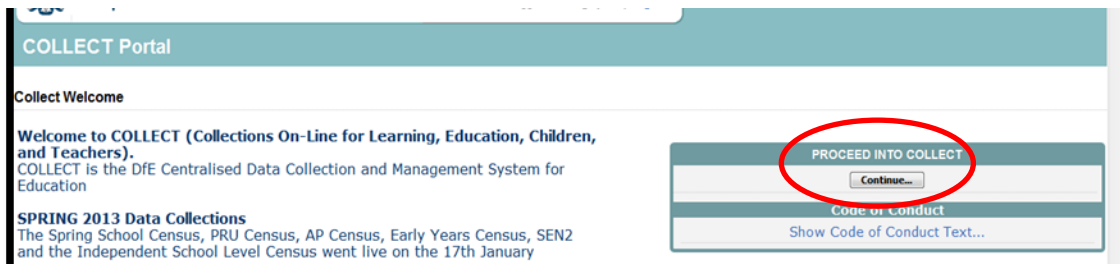 COLLECT Portal
Collect Welcome
Welcome to COLLECT (Collections On-Line for Learning, Education, Children,
and Teachers).
COLLECT is the DfE Centralised Data Collection and Management System for
Education
SPRING 2013 Data Collections
The Spring School Census, PRU Census, AP Census, Early Years Census, SEN2
and the Independent School Level Census went live on the 17th January
PROCEED INTO COLLECT
Continue...
Code of Conduct
Show Code of Conduct Text...